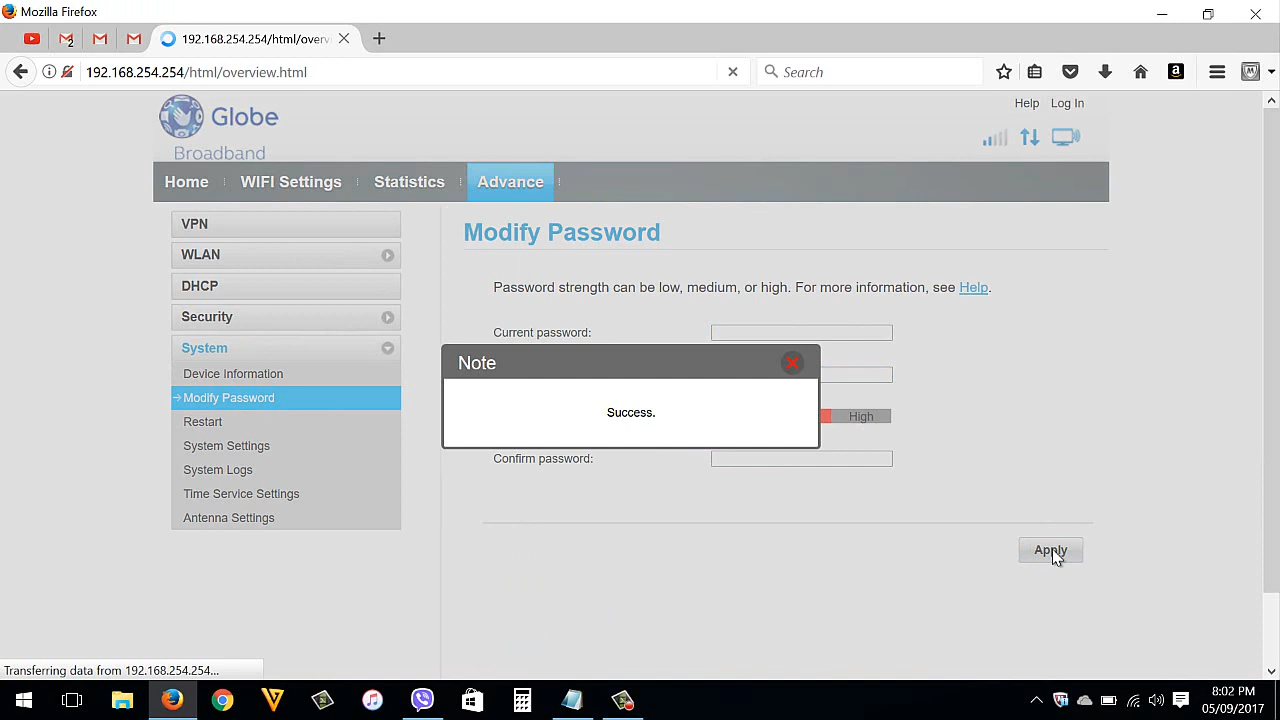 Mozilla Firefox
2
192.168.254.254/html/overv
192.168.254.254/html/overview.html
Search
Globe
Broadband
Help Log In
Home WIFI Settings Statistics Advance
VPN
WLAN
DHCP
Security
System
Device Information
Modify Password
Restart
System Settings
System Logs
Time Service Settings
Antenna Settings
Modify Password
Password strength can be low, medium, or high. For more information, see Help.
Current password:
Note
Success.
High
Confirm password:
Apply
Transferring data from 192.168.254.254...
8:02 PM
05/09/2017